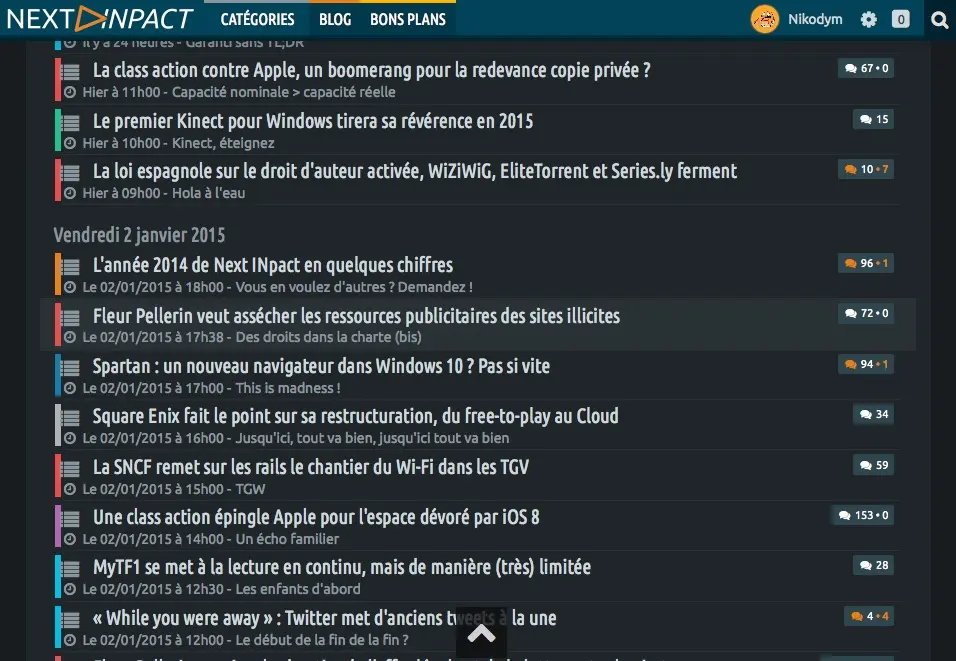 NEXT INPACT
CATÉGORIES BLOG BONS PLANS
Nikodym 0
Il y a 24 heures - Garanti sans TL;DR
La class action contre Apple, un boomerang pour la redevance copie privée ? 67 • 0
Hier à 11h00 - Capacité nominale > capacité réelle
Le premier Kinect pour Windows tirera sa révérence en 2015 15
Hier à 10h00 - Kinect, éteignez
La loi espagnole sur le droit d'auteur activée, WiZiWiG, EliteTorrent et Series.ly ferment 10 • 7
Hier à 09h00 - Hola à l'eau
Vendredi 2 janvier 2015
L'année 2014 de Next INpact en quelques chiffres 96 • 1
Le 02/01/2015 à 18h00 - Vous en voulez d'autres ? Demandez !
Fleur Pellerin veut assécher les ressources publicitaires des sites illicites 72 • 0
Le 02/01/2015 à 17h38 - Des droits dans la charte (bis)
Spartan : un nouveau navigateur dans Windows 10 ? Pas si vite 94 • 1
Le 02/01/2015 à 17h00 - This is madness !
Square Enix fait le point sur sa restructuration, du free-to-play au Cloud 34
Le 02/01/2015 à 16h00 - Jusqu'ici, tout va bien, jusqu'ici tout va bien
La SNCF remet sur les rails le chantier du Wi-Fi dans les TGV 59
Le 02/01/2015 à 15h00 - TGW
Une class action épingle Apple pour l'espace dévoré par iOS 8 153 • 0
Le 02/01/2015 à 14h00 - Un écho familier
MyTF1 se met à la lecture en continu, mais de manière (très) limitée 28
Le 02/01/2015 à 12h30 - Les enfants d'abord
« While you were away » : Twitter met d'anciens tweets à la une 4 • 4
Le 02/01/2015 à 12h00 - Le début de la fin de la fin ?